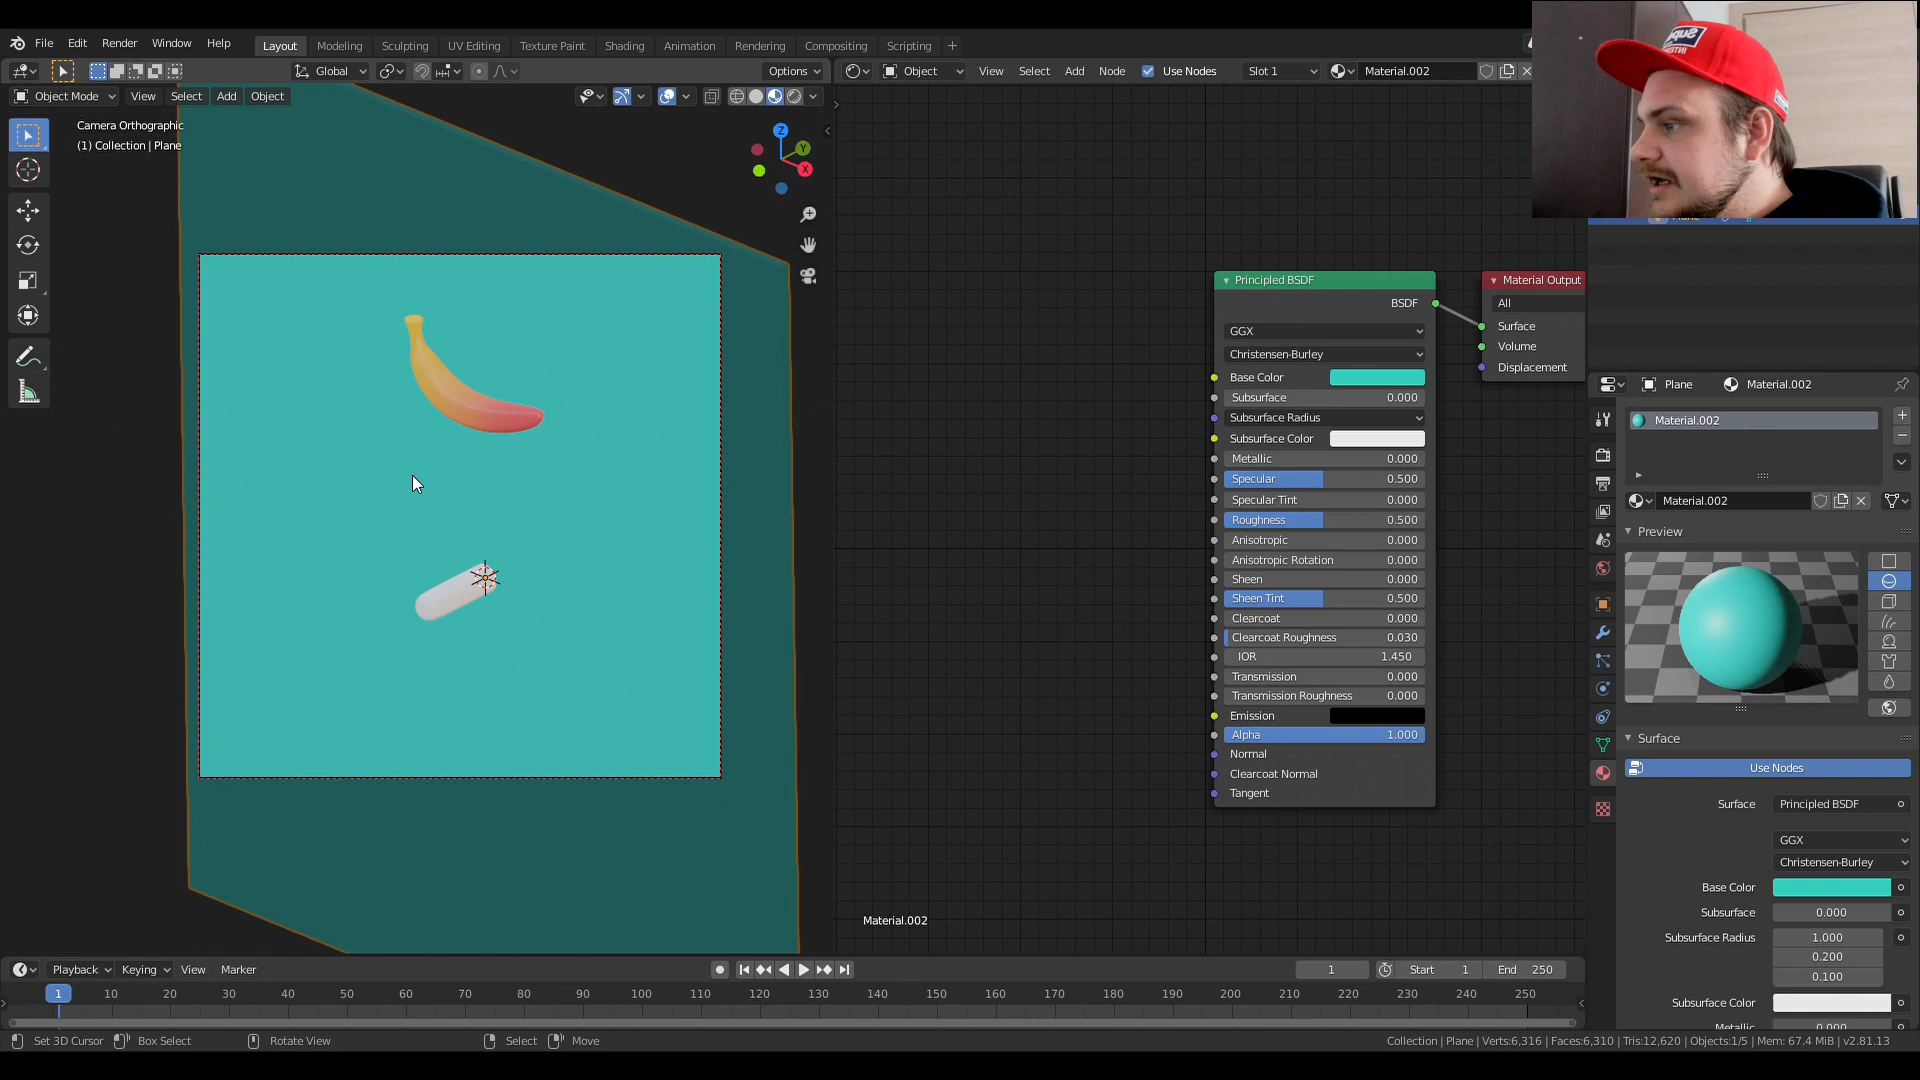 File Edit Render Window Help Layout Modeling Sculpting UV Editing Texture Paint Shading Animation Rendering Compositing Scripting +
Global Options Object View Select Add Node Use Nodes Slot 1 Material.002
Object Mode View Select Add Object
Camera Orthographic
(1) Collection | Plane
Z
Y
X
Principled BSDF
BSDF
GGX
Christensen-Burley
Base Color
Subsurface 0.000
Subsurface Radius
Subsurface Color
Metallic 0.000
Specular 0.500
Specular Tint 0.000
Roughness 0.500
Anisotropic 0.000
Anisotropic Rotation 0.000
Sheen 0.000
Sheen Tint 0.500
Clearcoat 0.000
Clearcoat Roughness 0.030
IOR 1.450
Transmission 0.000
Transmission Roughness 0.000
Emission
Alpha 1.000
Normal
Clearcoat Normal
Tangent
Material Output
All
Surface
Volume
Displacement
Material.002
Plane Material.002
Material.002
Material.002
Preview
Surface
Use Nodes
Surface Principled BSDF
GGX
Christensen-Burley
Base Color
Subsurface 0.000
Subsurface Radius 1.000
0.200
0.100
Subsurface Color
Metallic 0.000
Playback Keying View Marker 1 Start 1 End 250
1 10 20 30 40 50 60 70 80 90 100 110 120 130 140 150 160 170 180 190 200 210 220 230 240 250
Set 3D Cursor Box Select Rotate View Select Move Collection | Plane | Verts:6,316 | Faces:6,310 | Tris:12,620 | Objects:1/5 | Mem: 67.4 MiB | v2.81.13